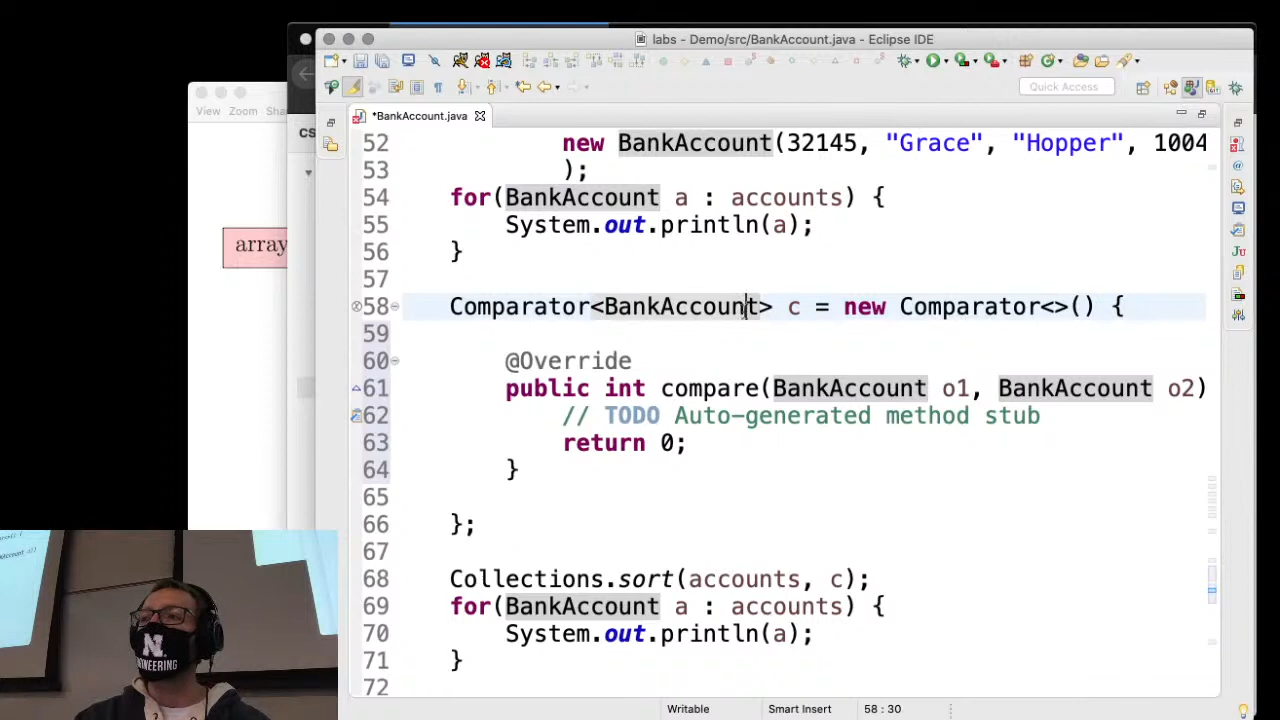 labs - Demo/src/BankAccount.java - Eclipse IDE
View Zoom
Quick Access
*BankAccount.java
CS
array
52 new BankAccount(32145, "Grace", "Hopper", 1004
53 );
54 for(BankAccount a : accounts) {
55 System.out.println(a);
56 }
57
58 Comparator<BankAccount> c = new Comparator<>() {
59
60 @Override
61 public int compare(BankAccount o1, BankAccount o2)
62 // TODO Auto-generated method stub
63 return 0;
64 }
65
66 };
67
68 Collections.sort(accounts, c);
69 for(BankAccount a : accounts) {
70 System.out.println(a);
71 }
72
N
ENGINEERING
Writable Smart Insert 58 : 30